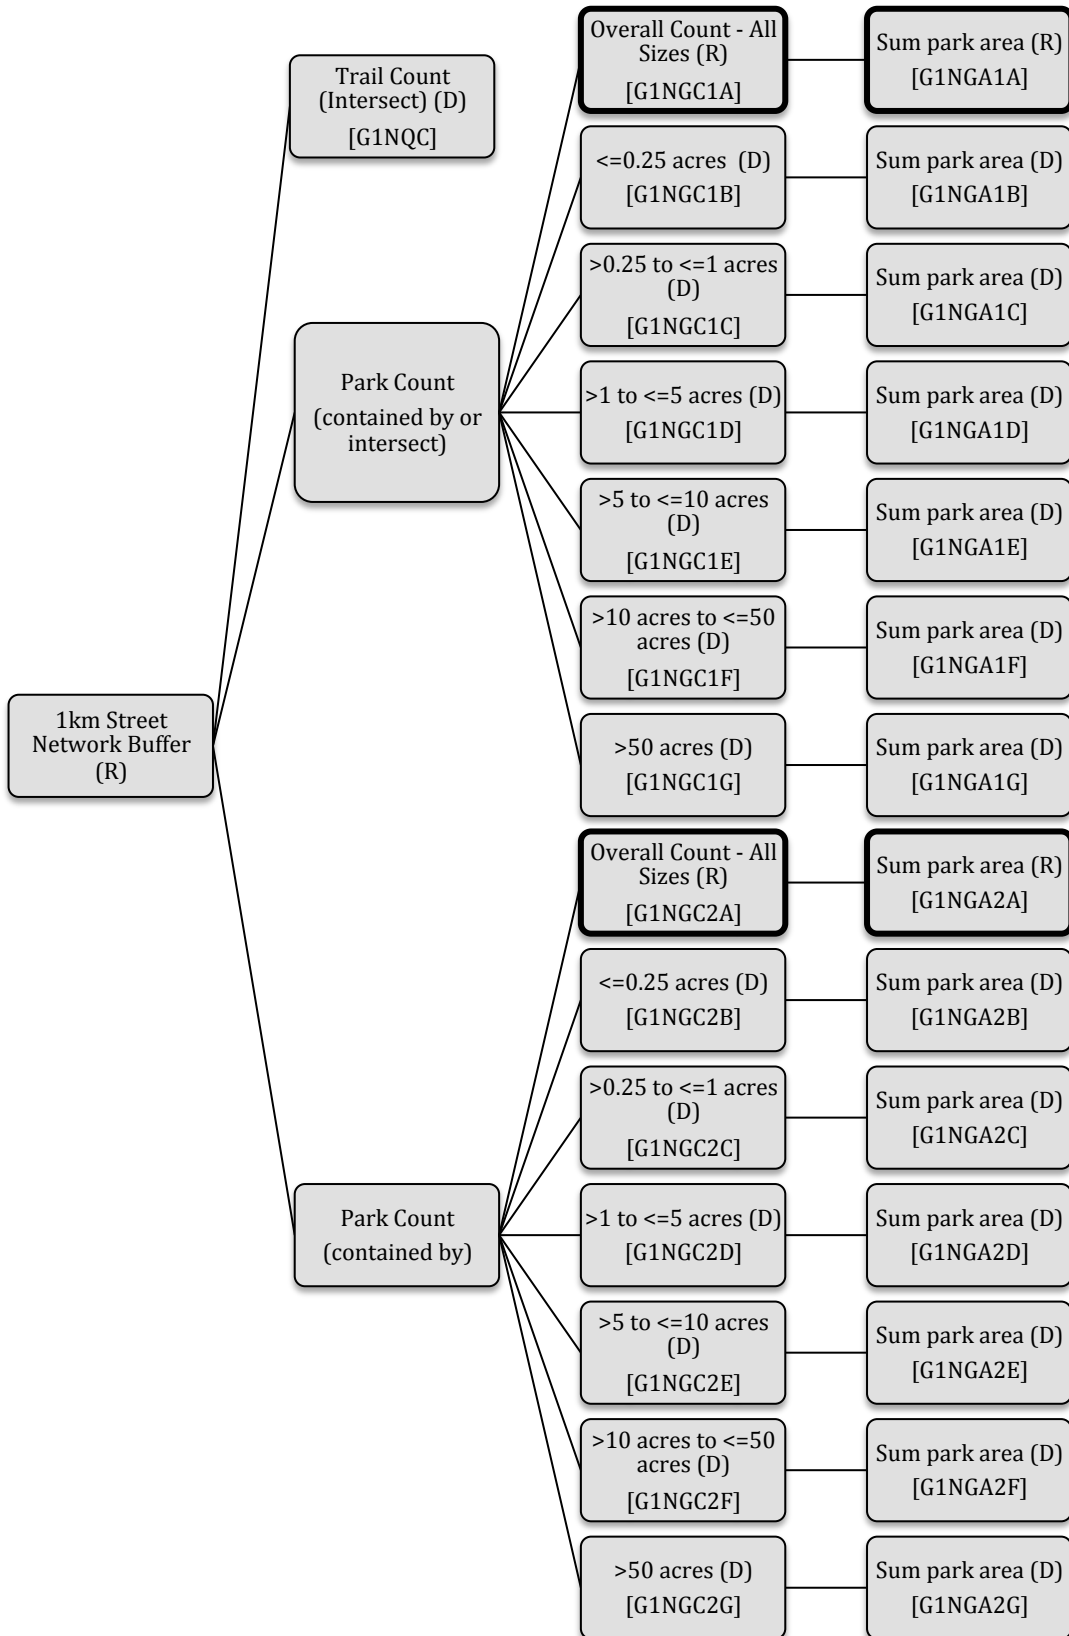 1km Street
Network Buffer
(R)
Trail Count
(Intersect) (D)
[G1NQC]
Park Count
(contained by or
intersect)
Overall Count - All
Sizes (R)
[G1NGC1A]
Sum park area (R)
[G1NGA1A]
<=0.25 acres  (D)
[G1NGC1B]
Sum park area (D)
[G1NGA1B]
>0.25 to <=1 acres
(D)
[G1NGC1C]
Sum park area (D)
[G1NGA1C]
>1 to <=5 acres (D)
[G1NGC1D]
Sum park area (D)
[G1NGA1D]
>5 to <=10 acres
(D)
[G1NGC1E]
Sum park area (D)
[G1NGA1E]
>10 acres to <=50
acres (D)
[G1NGC1F]
Sum park area (D)
[G1NGA1F]
>50 acres (D)
[G1NGC1G]
Sum park area (D)
[G1NGA1G]
Park Count
(contained by)
Overall Count - All
Sizes (R)
[G1NGC2A]
Sum park area (R)
[G1NGA2A]
<=0.25 acres (D)
[G1NGC2B]
Sum park area (D)
[G1NGA2B]
>0.25 to <=1 acres
(D)
[G1NGC2C]
Sum park area (D)
[G1NGA2C]
>1 to <=5 acres (D)
[G1NGC2D]
Sum park area (D)
[G1NGA2D]
>5 to <=10 acres
(D)
[G1NGC2E]
Sum park area (D)
[G1NGA2E]
>10 acres to <=50
acres (D)
[G1NGC2F]
Sum park area (D)
[G1NGA2F]
>50 acres (D)
[G1NGC2G]
Sum park area (D)
[G1NGA2G]